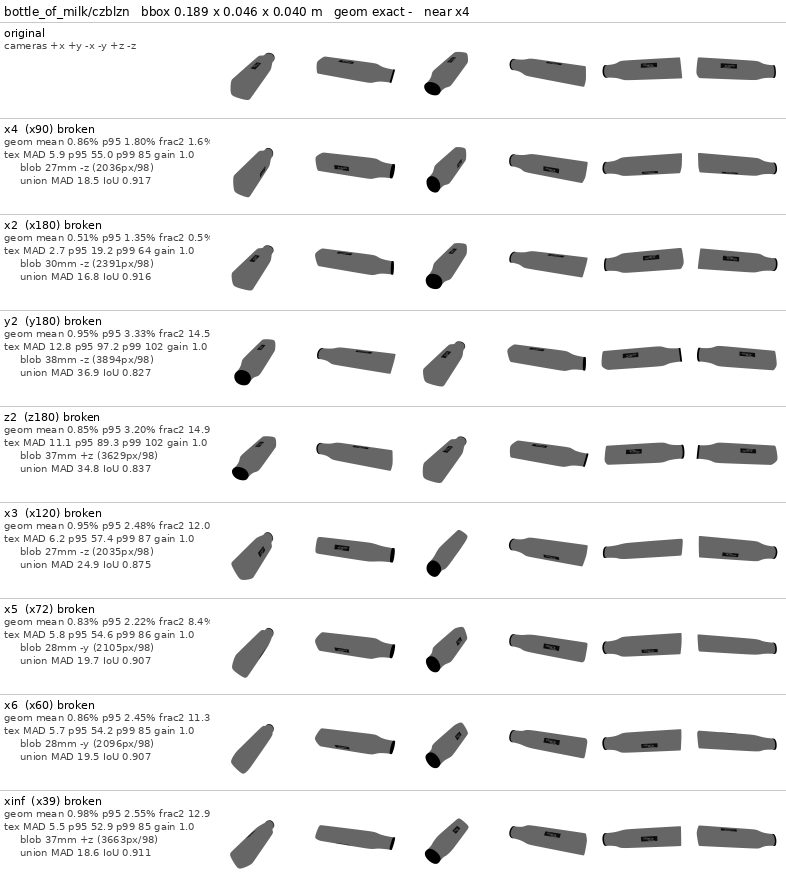 bottle_of_milk/czblzn   bbox 0.189 x 0.046 x 0.040 m   geom exact -   near x4
original
cameras +x +y -x -y +z -z
x4  (x90) broken
geom mean 0.86% p95 1.80% frac2 1.6%
tex MAD 5.9 p95 55.0 p99 85 gain 1.0
blob 27mm -z (2036px/98)
union MAD 18.5 IoU 0.917
x2  (x180) broken
geom mean 0.51% p95 1.35% frac2 0.5%
tex MAD 2.7 p95 19.2 p99 64 gain 1.0
blob 30mm -z (2391px/98)
union MAD 16.8 IoU 0.916
y2  (y180) broken
geom mean 0.95% p95 3.33% frac2 14.5
tex MAD 12.8 p95 97.2 p99 102 gain 1.0
blob 38mm -z (3894px/98)
union MAD 36.9 IoU 0.827
z2  (z180) broken
geom mean 0.85% p95 3.20% frac2 14.9
tex MAD 11.1 p95 89.3 p99 102 gain 1.0
blob 37mm +z (3629px/98)
union MAD 34.8 IoU 0.837
x3  (x120) broken
geom mean 0.95% p95 2.48% frac2 12.0
tex MAD 6.2 p95 57.4 p99 87 gain 1.0
blob 27mm -z (2035px/98)
union MAD 24.9 IoU 0.875
x5  (x72) broken
geom mean 0.83% p95 2.22% frac2 8.4%
tex MAD 5.8 p95 54.6 p99 86 gain 1.0
blob 28mm -y (2105px/98)
union MAD 19.7 IoU 0.907
x6  (x60) broken
geom mean 0.86% p95 2.45% frac2 11.3
tex MAD 5.7 p95 54.2 p99 85 gain 1.0
blob 28mm -y (2096px/98)
union MAD 19.5 IoU 0.907
xinf  (x39) broken
geom mean 0.98% p95 2.55% frac2 12.9
tex MAD 5.5 p95 52.9 p99 85 gain 1.0
blob 37mm +z (3663px/98)
union MAD 18.6 IoU 0.911